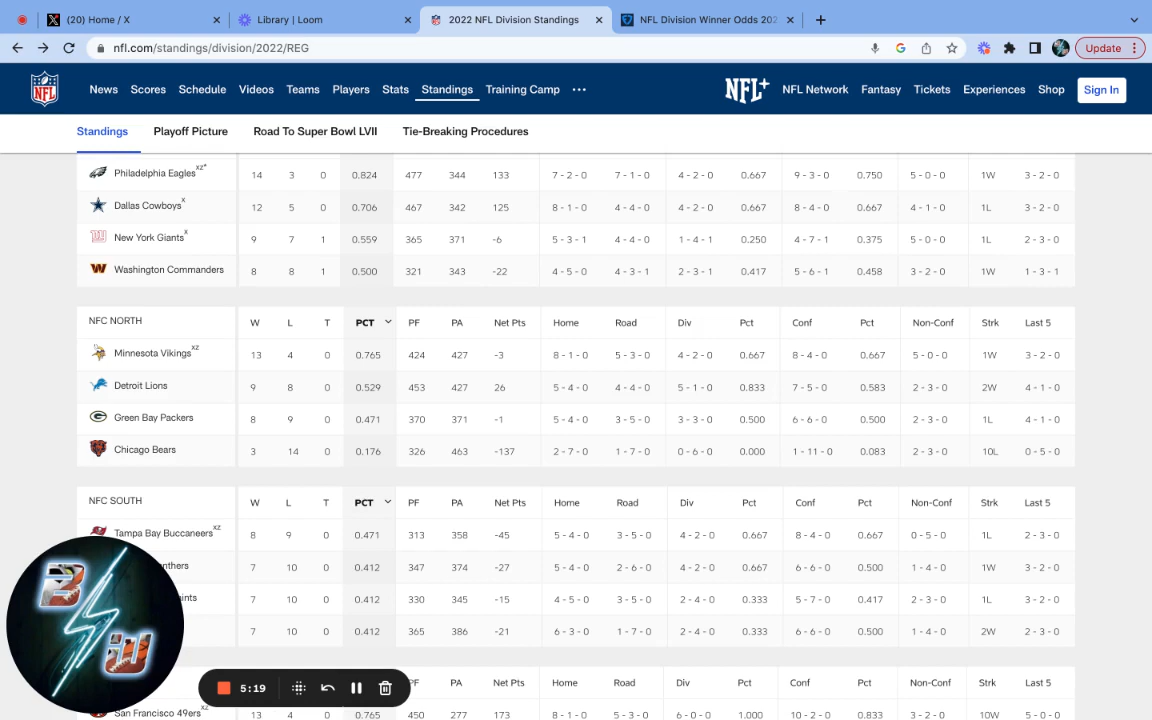 (20) Home / X
Library | Loom
2022 NFL Division Standings
NFL Division Winner Odds 202
nfl.com/standings/division/2022/REG
Update
NFL
News Scores Schedule Videos Teams Players Stats Standings Training Camp
NFL+ NFL Network Fantasy Tickets Experiences Shop Sign In
Standings Playoff Picture Road To Super Bowl LVII Tie-Breaking Procedures
Philadelphia Eagles xz* 14 3 0 0.824 477 344 133 7 - 2 - 0 7 - 1 - 0 4 - 2 - 0 0.667 9 - 3 - 0 0.750 5 - 0 - 0 1W 3 - 2 - 0
Dallas Cowboys x 12 5 0 0.706 467 342 125 8 - 1 - 0 4 - 4 - 0 4 - 2 - 0 0.667 8 - 4 - 0 0.667 4 - 1 - 0 1L 3 - 2 - 0
New York Giants x 9 7 1 0.559 365 371 -6 5 - 3 - 1 4 - 4 - 0 1 - 4 - 1 0.250 4 - 7 - 1 0.375 5 - 0 - 0 1L 2 - 3 - 0
Washington Commanders 8 8 1 0.500 321 343 -22 4 - 5 - 0 4 - 3 - 1 2 - 3 - 1 0.417 5 - 6 - 1 0.458 3 - 2 - 0 1W 1 - 3 - 1
NFC NORTH W L T PCT PF PA Net Pts Home Road Div Pct Conf Pct Non-Conf Strk Last 5
Minnesota Vikings xz 13 4 0 0.765 424 427 -3 8 - 1 - 0 5 - 3 - 0 4 - 2 - 0 0.667 8 - 4 - 0 0.667 5 - 0 - 0 1W 3 - 2 - 0
Detroit Lions 9 8 0 0.529 453 427 26 5 - 4 - 0 4 - 4 - 0 5 - 1 - 0 0.833 7 - 5 - 0 0.583 2 - 3 - 0 2W 4 - 1 - 0
Green Bay Packers 8 9 0 0.471 370 371 -1 5 - 4 - 0 3 - 5 - 0 3 - 3 - 0 0.500 6 - 6 - 0 0.500 2 - 3 - 0 1L 4 - 1 - 0
Chicago Bears 3 14 0 0.176 326 463 -137 2 - 7 - 0 1 - 7 - 0 0 - 6 - 0 0.000 1 - 11 - 0 0.083 2 - 3 - 0 10L 0 - 5 - 0
NFC SOUTH W L T PCT PF PA Net Pts Home Road Div Pct Conf Pct Non-Conf Strk Last 5
Tampa Bay Buccaneers xz 8 9 0 0.471 313 358 -45 5 - 4 - 0 3 - 5 - 0 4 - 2 - 0 0.667 8 - 4 - 0 0.667 0 - 5 - 0 1L 2 - 3 - 0
nthers 7 10 0 0.412 347 374 -27 5 - 4 - 0 2 - 6 - 0 4 - 2 - 0 0.667 6 - 6 - 0 0.500 1 - 4 - 0 1W 3 - 2 - 0
ints 7 10 0 0.412 330 345 -15 4 - 5 - 0 3 - 5 - 0 2 - 4 - 0 0.333 5 - 7 - 0 0.417 2 - 3 - 0 1L 3 - 2 - 0
7 10 0 0.412 365 386 -21 6 - 3 - 0 1 - 7 - 0 2 - 4 - 0 0.333 6 - 6 - 0 0.500 1 - 4 - 0 2W 2 - 3 - 0
PF PA Net Pts Home Road Div Pct Conf Pct Non-Conf Strk Last 5
San Francisco 49ers xz 13 4 0 0.765 450 277 173 8 - 1 - 0 5 - 3 - 0 6 - 0 - 0 1.000 10 - 2 - 0 0.833 3 - 2 - 0 10W 5 - 0 - 0
5:19